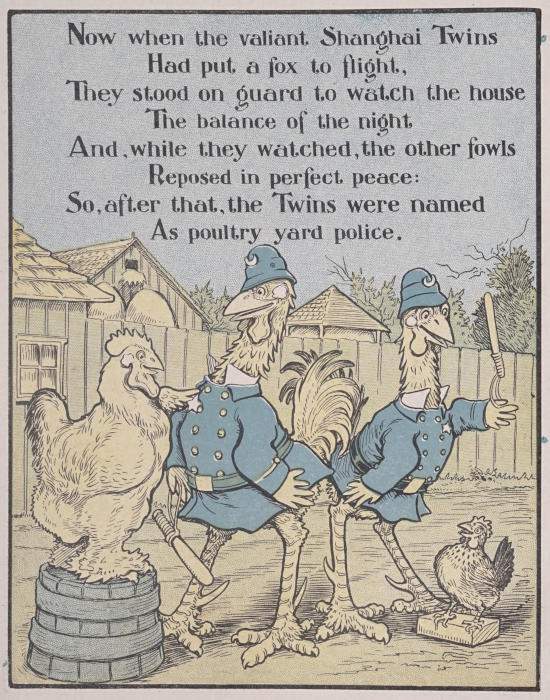 Now when the valiant Shanghai Twins
Had put a fox to flight,
They stood on guard to watch the house
The balance of the night
And, while they watched, the other fowls
Reposed in perfect peace:
So, after that, the Twins were named
As poultry yard police.